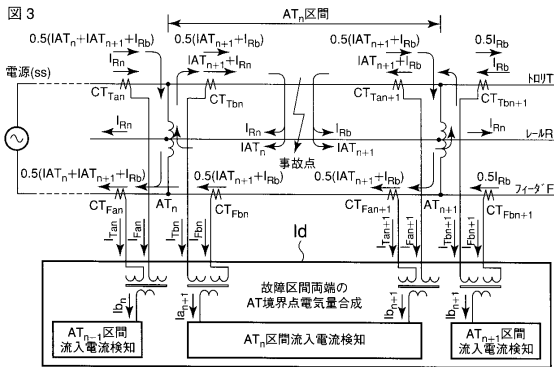 図3
ATn区間
0.5(IATn+IATn+1+IRb)
0.5(IATn+1+IRb)
0.5(IATn+1+IRb)
0.5IRb
IRn
IATn+1+IRn
IAT n+1+IRb
IRb
電源(ss)
トロリT
CTTan
CTTbn
CTTan+1
CTTbn+1
IRn
IRn
IRb
IRn
レールR
IATn
IATn+1
事故点
0.5(IATn+IATn+1+IRb)
0.5(IATn+1+IRb)
0.5(IATn+1+IRb)
0.5IRb
フィーダF
CTFan
ATn
CTFbn
CTFan+1
ATn+1
CTFbn+1
ITan
IFan
ITbn
IFbn
Id
ITan+1
IFan+1
ITbn+1
IFbn+1
故障区間両端の
AT境界点電気量合成
Ibn
Ian+1
Ibn+1
Ibn+1
ATn−1区間
流入電流検知
ATn区間流入電流検知
ATn+1区間
流入電流検知